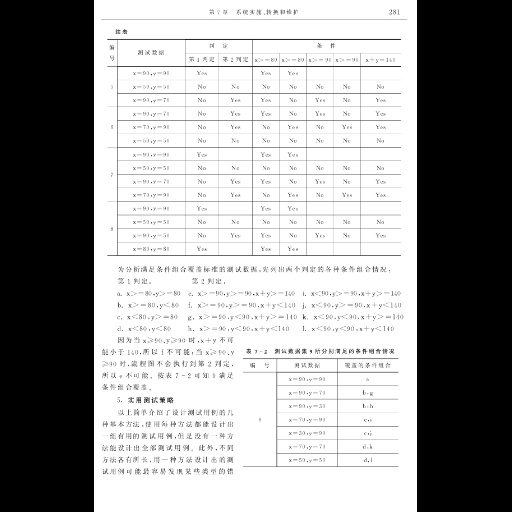 第7章 系统实施、转换和维护 281
续表
编号 测试数据 判定 条件
第1判定 第2判定 x>=80 y>=80 x>=90 y>=90 x+y=140
x=90,y=90 Yes Yes Yes
5 x=50,y=50 No No No No No No No
x=90,y=70 No Yes Yes No Yes No Yes
x=90,y=70 No Yes Yes No Yes No Yes
6 x=70,y=90 No Yes No Yes No Yes Yes
x=50,y=50 No No No No No No No
x=90,y=90 Yes Yes Yes
7 x=50,y=50 No No No No No No No
x=90,y=70 No Yes Yes No Yes No Yes
x=70,y=90 No Yes No Yes No Yes Yes
x=90,y=90 Yes Yes Yes
8 x=50,y=50 No No No No No No No
x=90,y=50 No Yes Yes No Yes No No
x=80,y=80 Yes Yes Yes
为分析满足条件组合覆盖标准的测试数据,先列出两个判定的各种条件组合情况:
第1判定: 第2判定:
a. x>=80,y>=80 e. x>=90,y>=90,x+y>=140 i. x<90,y>=90,x+y>=140
b. x>=80,y<80 f. x>=90,y>=90,x+y<140 j. x<90,y>=90,x+y<140
c. x<80,y>=80 g. x>=90,y<90,x+y>=140 k. x<90,y<90,x+y>=140
d. x<80,y<80 h. x>=90,y<90,x+y<140 l. x<90,y<90,x+y<140
因为当x≥90,y≥90时,x+y不可
能小于140,所以f不可能;当x≥90,y
≥90时,流程图不会执行到第2判定,
所以e不可能。按表7-2可知9满足
条件组合覆盖。
5. 实用测试策略
以上简单介绍了设计测试用例的几
种基本方法,使用每种方法都能设计出
一组有用的测试用例,但是没有一种方
法能设计出全部测试用例。此外,不同
方法各有所长,用一种方法设计出的测
试用例可能最容易发现某些类型的错
表7-2 测试数据集9所分别满足的条件组合情况
编号 测试数据 覆盖的条件组合
x=90,y=90 a
x=90,y=70 b,g
x=90,y=30 b,h
9 x=70,y=90 c,i
x=30,y=90 c,j
x=70,y=70 d,k
x=50,y=50 d,l